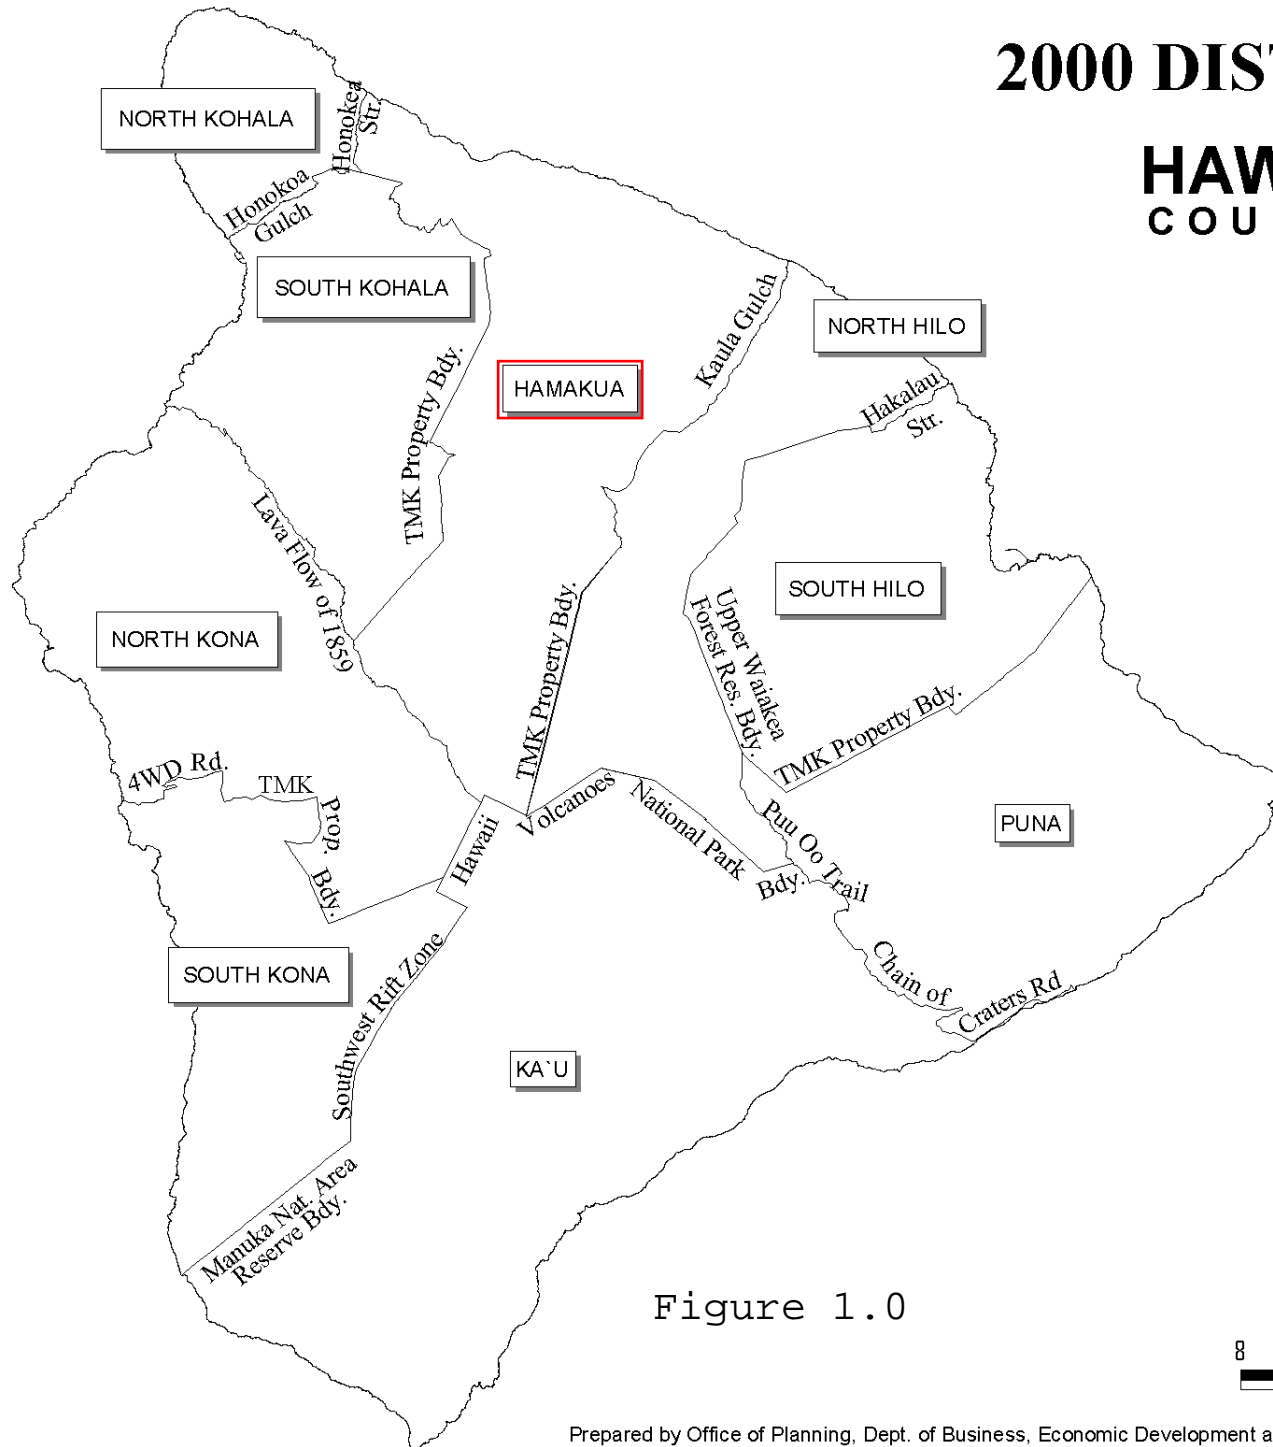 2000 DIS
HAW
COU
NORTH KOHALA
Honokea
Str.
Honokoa
Gulch
SOUTH KOHALA
Kaula Gulch
NORTH HILO
TMK Property Bdy.
HAMAKUA
Hakalau
Str.
Lava Flow of 1859
SOUTH HILO
NORTH KONA
TMK Property Bdy.
Upper Waiakea
Forest Res. Bdy.
TMK Property Bdy.
4WD Rd.
TMK
Prop.
Bdy.
Hawaii
Volcanoes
National Park
Bdy.
Puu Oo Trail
PUNA
SOUTH KONA
Southwest Rift Zone
Chain of
Craters Rd
KA`U
Manuka Nat. Area
Reserve Bdy.
Figure 1.0
8
Prepared by Office of Planning, Dept. of Business, Economic Development a